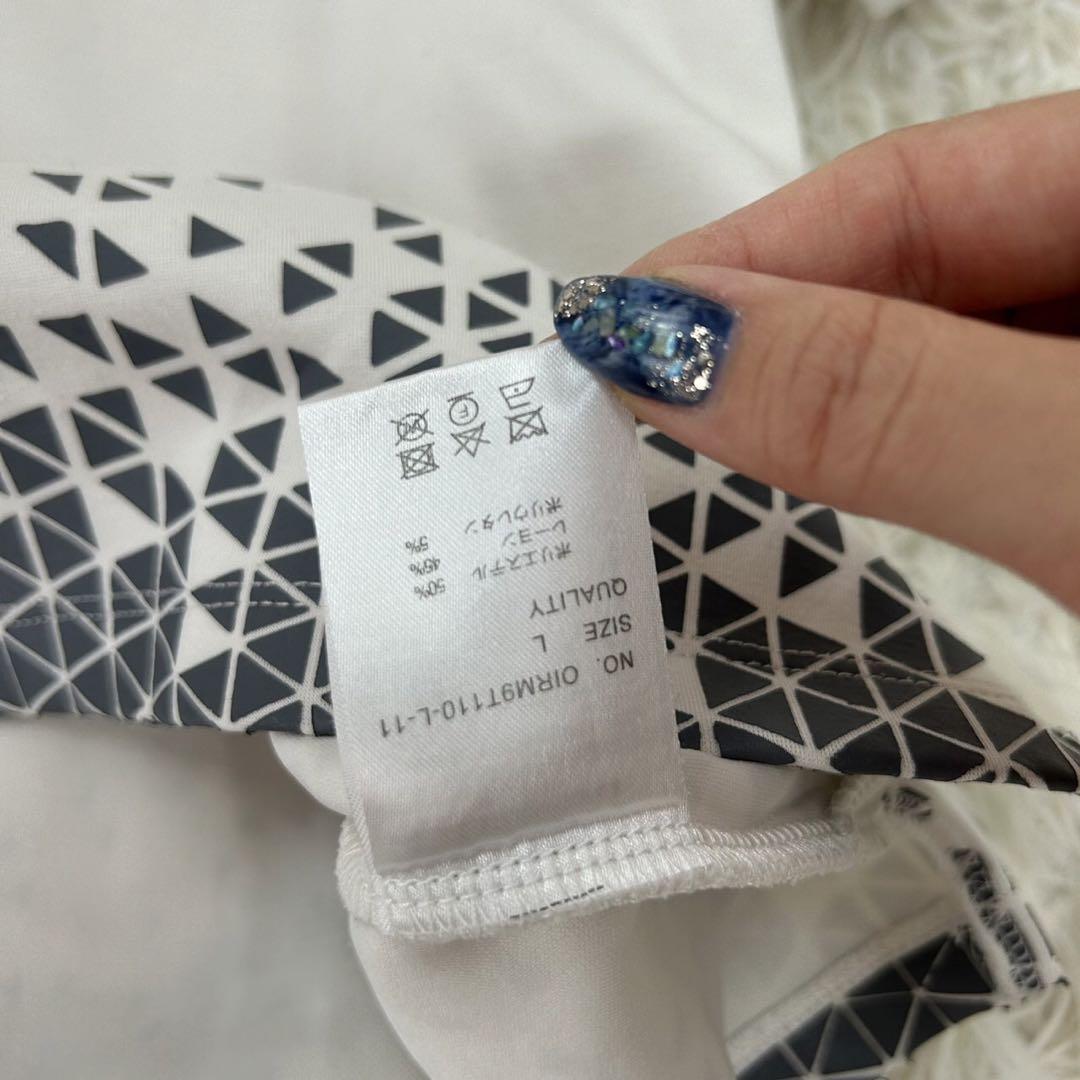 NO. OIRM9T110-L-11
SIZE L
QUALITY
ポリエステル 50%
レーヨン 45%
ポリウレタン 5%